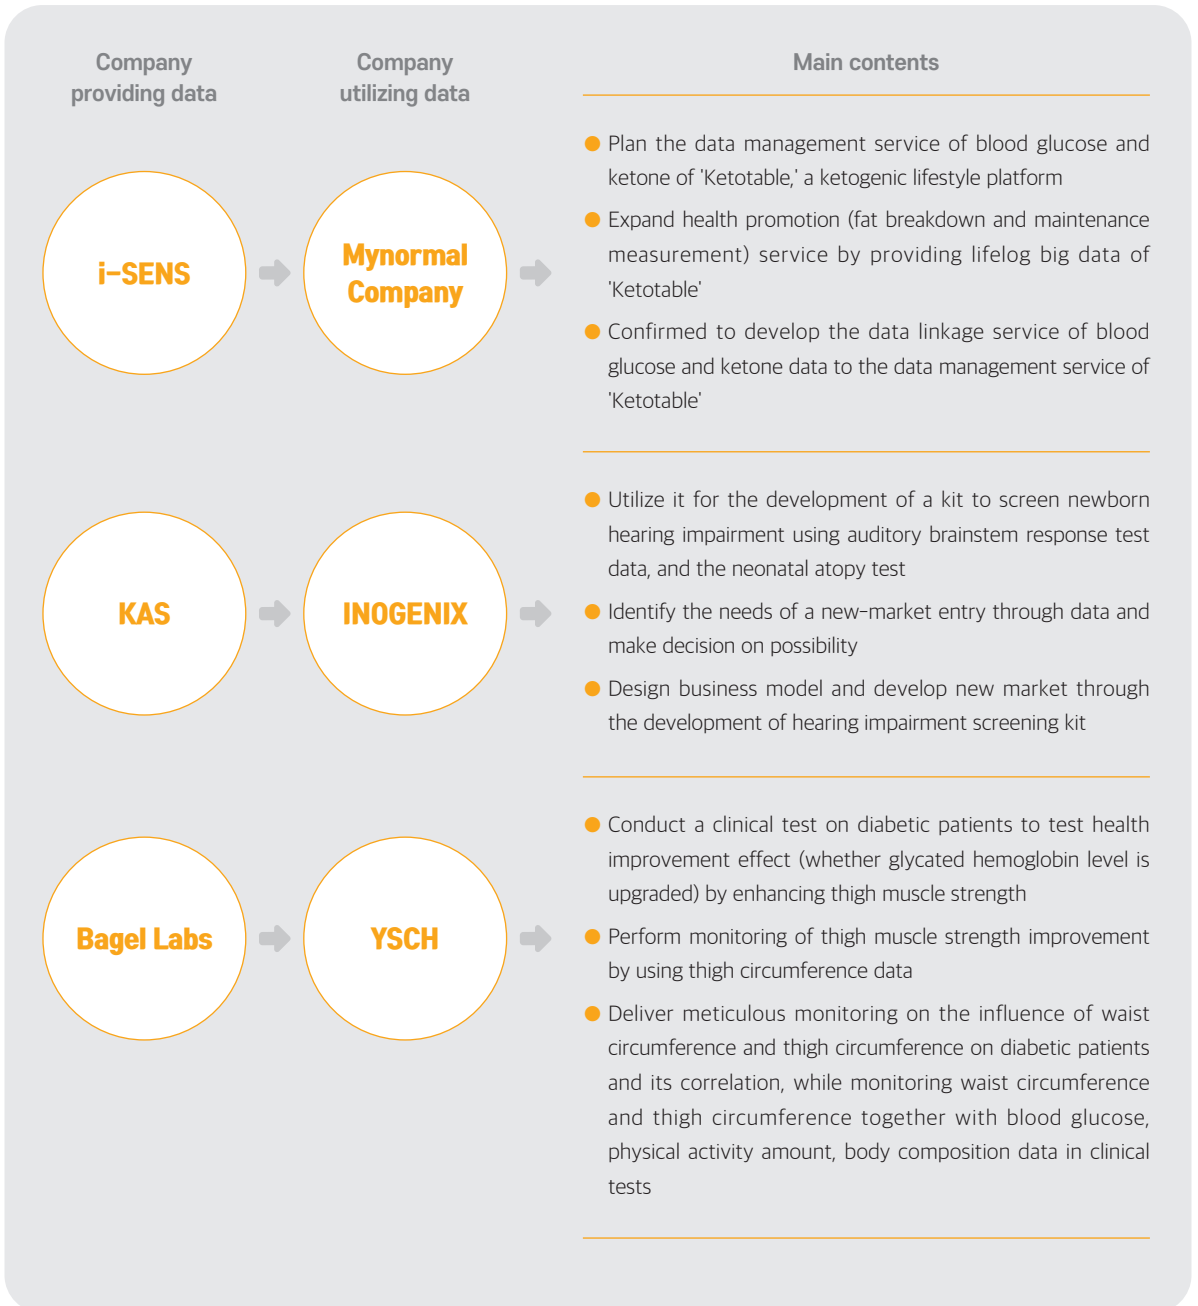 Company
providing data
Company
utilizing data
Main contents
i-SENS
Mynormal
Company
● Plan the data management service of blood glucose and
ketone of 'Ketotable,' a ketogenic lifestyle platform
● Expand health promotion (fat breakdown and maintenance
measurement) service by providing lifelog big data of
'Ketotable'
● Confirmed to develop the data linkage service of blood
glucose and ketone data to the data management service of
'Ketotable'
KAS
INOGENIX
● Utilize it for the development of a kit to screen newborn
hearing impairment using auditory brainstem response test
data, and the neonatal atopy test
● Identify the needs of a new-market entry through data and
make decision on possibility
● Design business model and develop new market through
the development of hearing impairment screening kit
Bagel Labs
YSCH
● Conduct a clinical test on diabetic patients to test health
improvement effect (whether glycated hemoglobin level is
upgraded) by enhancing thigh muscle strength
● Perform monitoring of thigh muscle strength improvement
by using thigh circumference data
● Deliver meticulous monitoring on the influence of waist
circumference and thigh circumference on diabetic patients
and its correlation, while monitoring waist circumference
and thigh circumference together with blood glucose,
physical activity amount, body composition data in clinical
tests